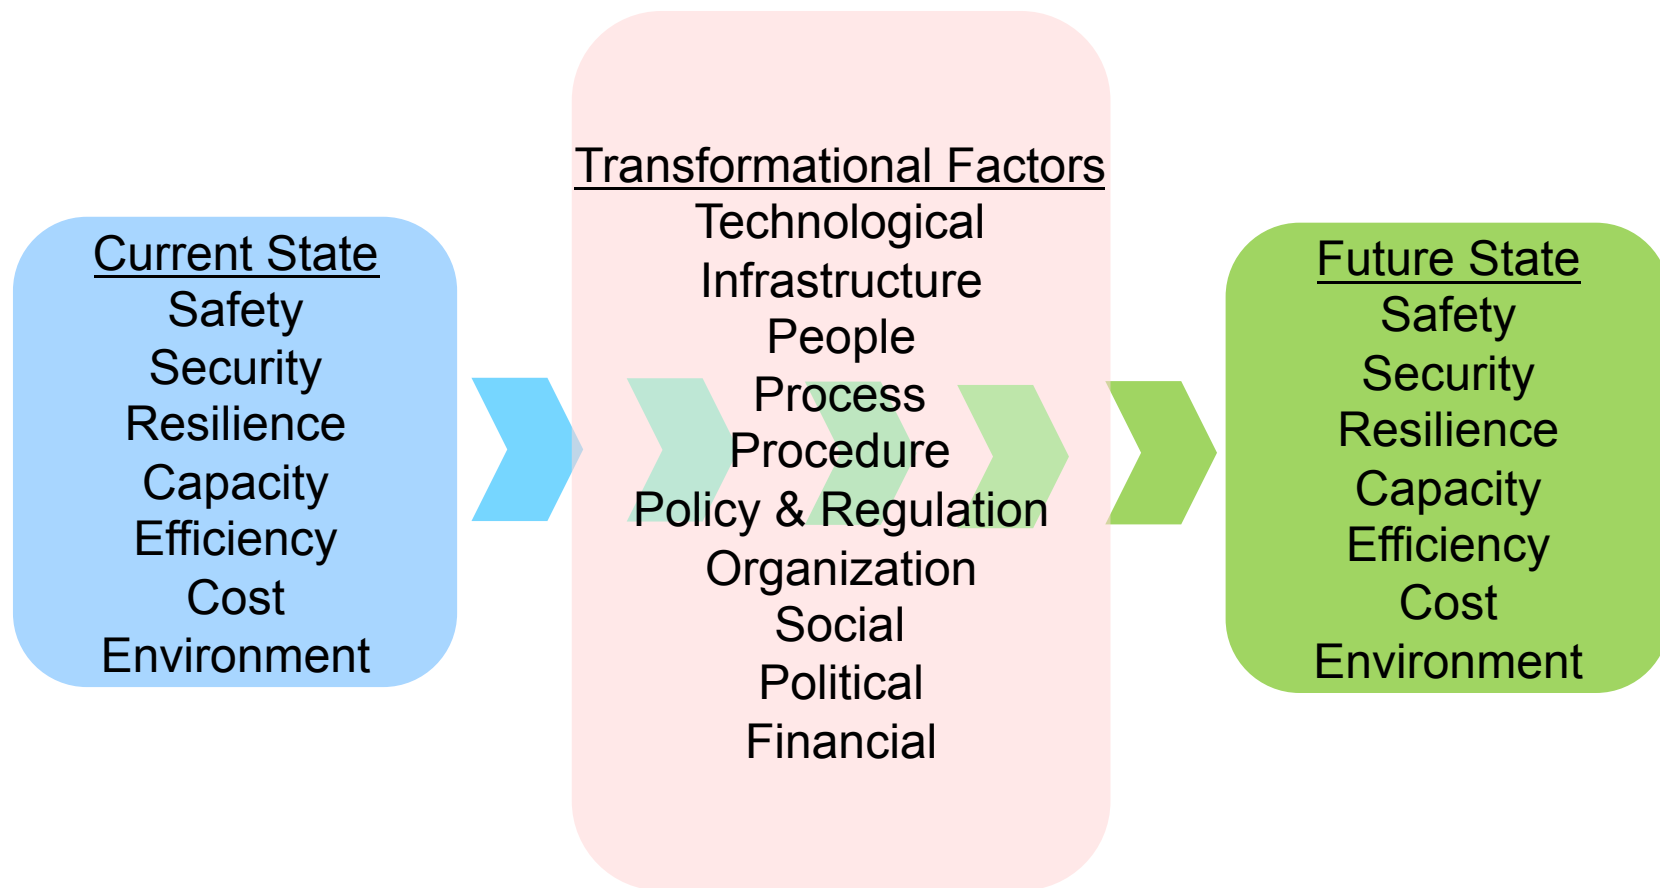 Current State
Safety
Security
Resilience
Capacity
Efficiency
Cost
Environment
Transformational Factors
Technological
Infrastructure
People
Process
Procedure
Policy & Regulation
Organization
Social
Political
Financial
Future State
Safety
Security
Resilience
Capacity
Efficiency
Cost
Environment